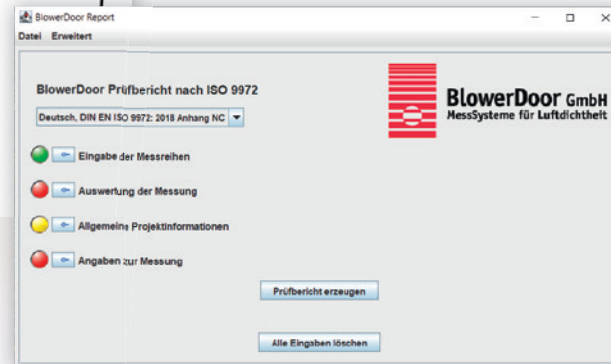 BlowerDoor Report
Datei Erweitert
BlowerDoor Prüfbericht nach ISO 9972
Deutsch, DIN EN ISO 9972: 2018 Anhang NC
BlowerDoor GmbH
MessSysteme für Luftdichtheit
Eingabe der Messreihen
Auswertung der Messung
Allgemeine Projektinformationen
Angaben zur Messung
Prüfbericht erzeugen
Alle Eingaben löschen